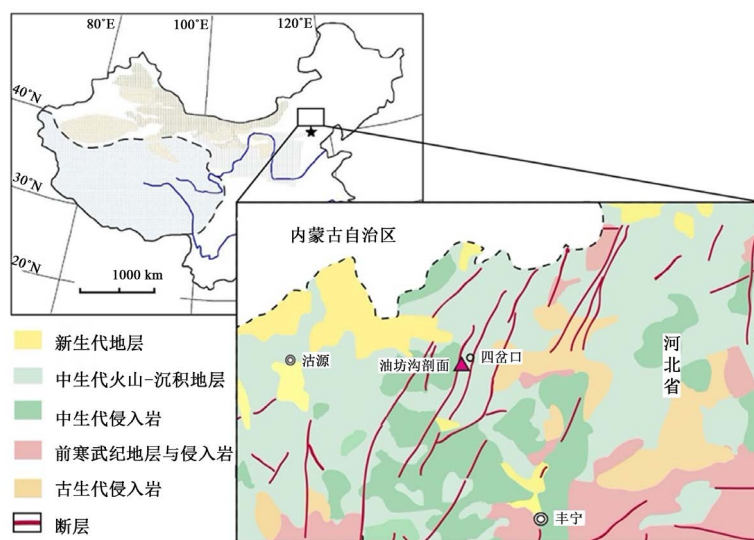 80°E
100°E
120°E
40°N
30°N
20°N
1000 km
内蒙古自治区
沽源
油坊沟剖面
四岔口
河北省
丰宁
新生代地层
中生代火山-沉积地层
中生代侵入岩
前寒武纪地层与侵入岩
古生代侵入岩
断层